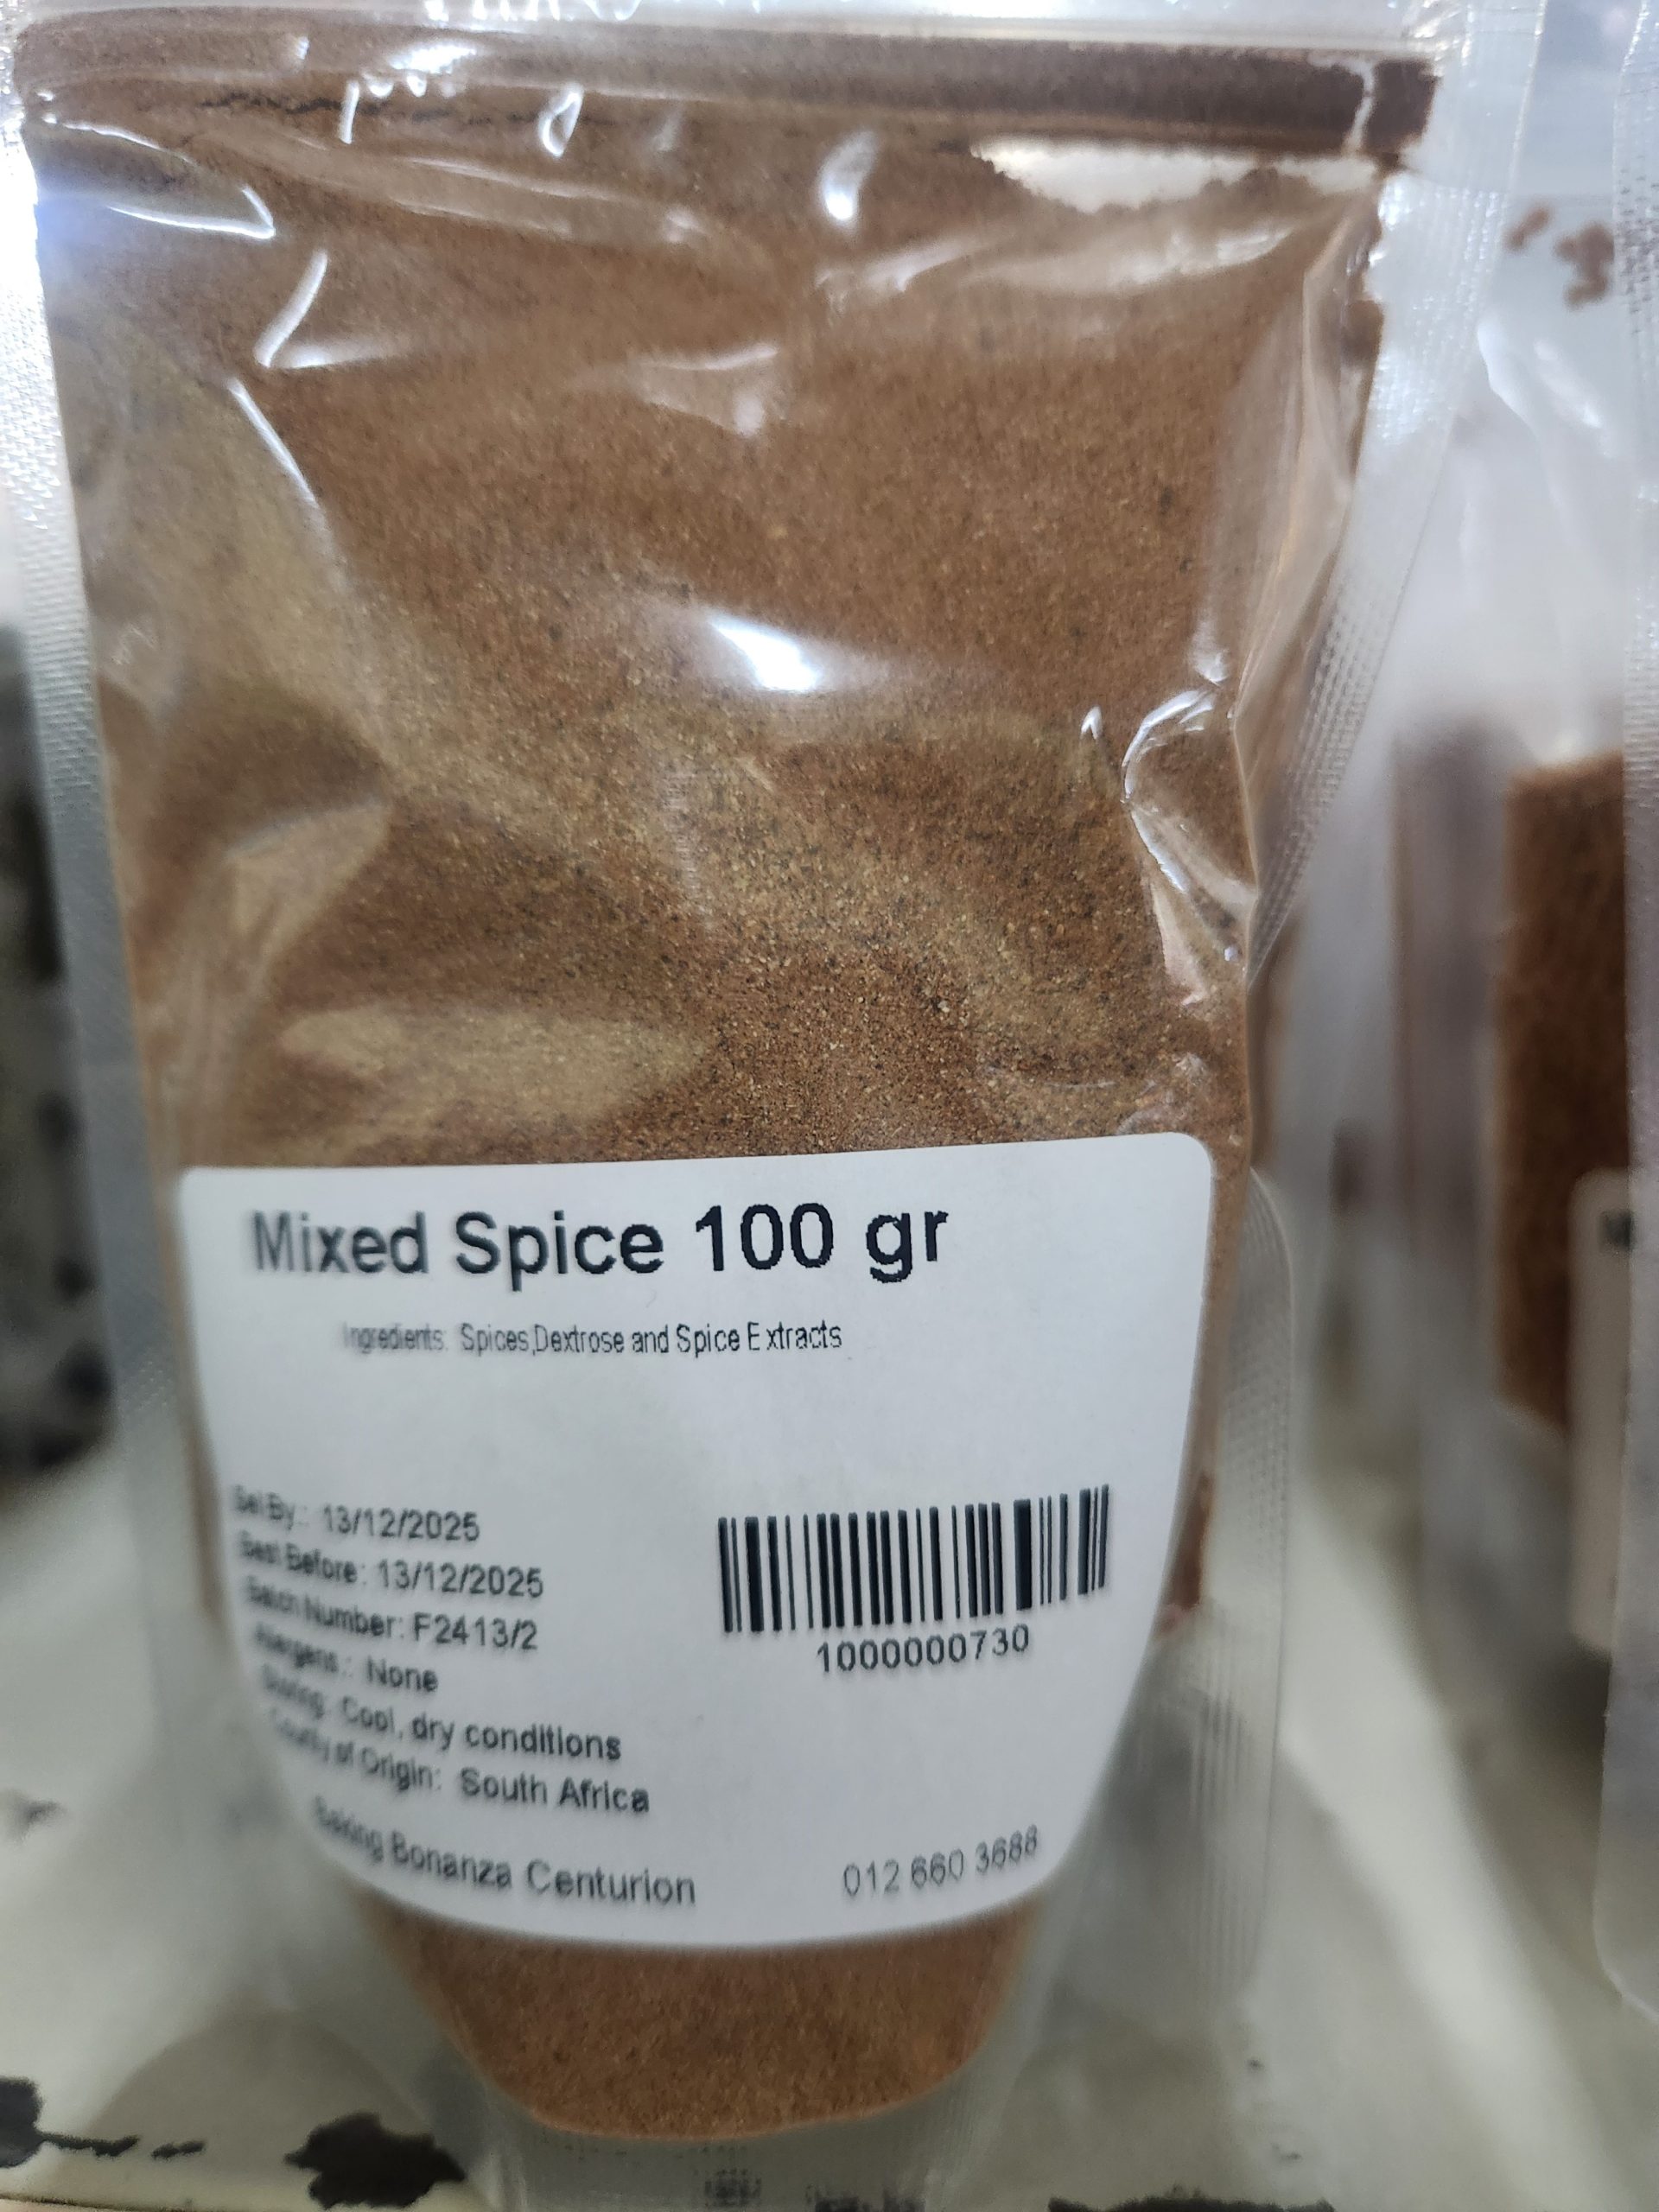 Mixed Spice 100 gr
Ingredients: Spices,Dextrose and Spice Extracts
Sel By.: 13/12/2025
Best Before: 13/12/2025
Batch Number: F2413/2
Allergens.: None
Storing: Cool, dry conditions
1000000730
Country of Origin: South Africa
Baking Bonanza Centurion
012 660 3688